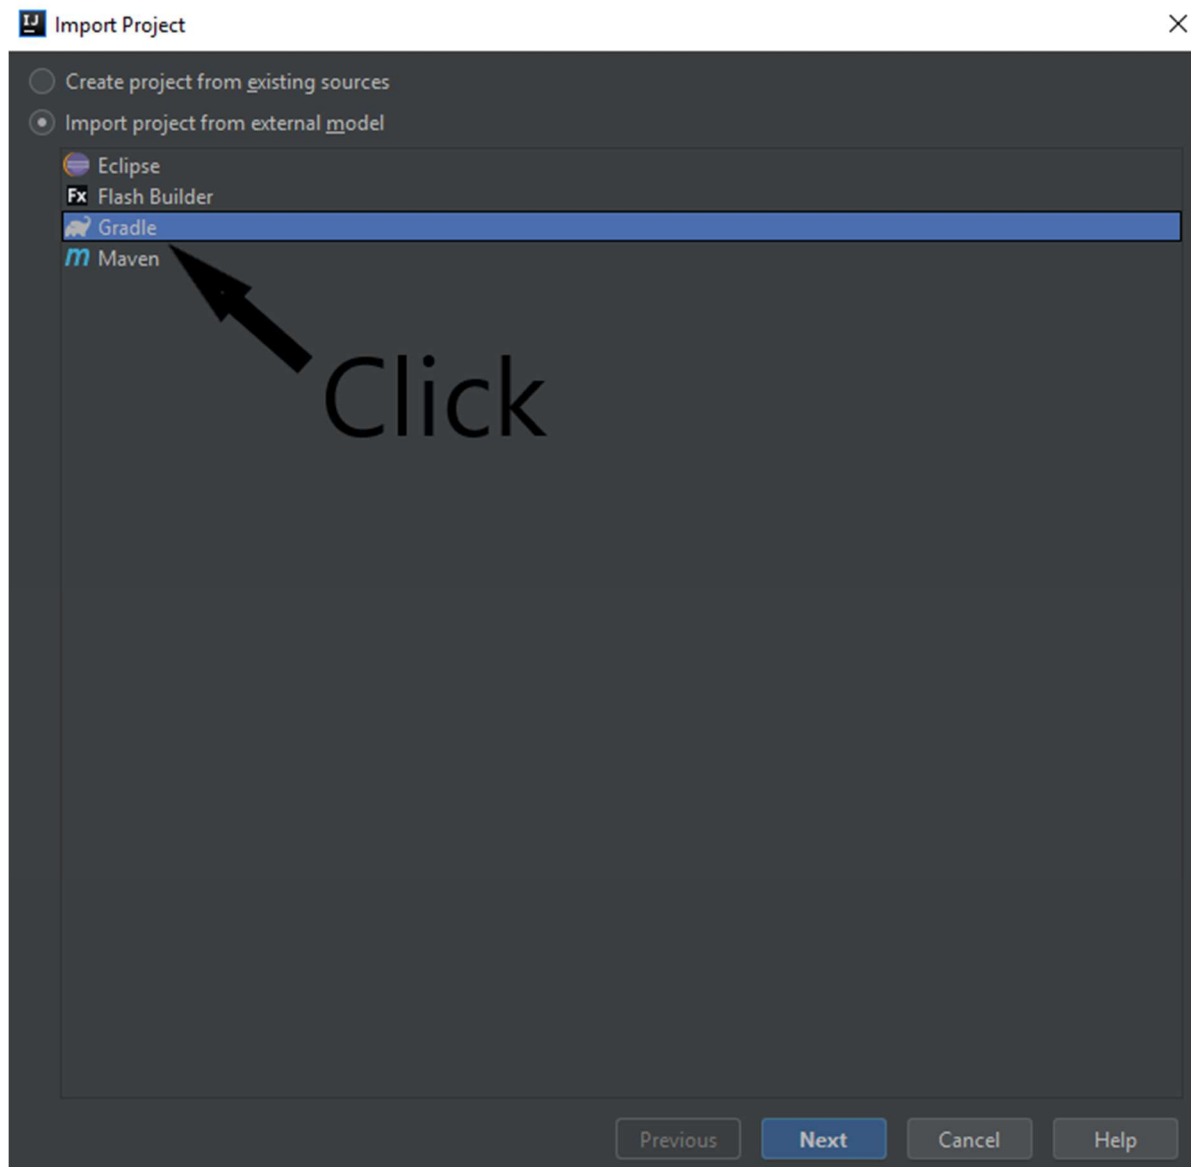 IJ Import Project
Create project from existing sources
Import project from external model
Eclipse
Fx Flash Builder
Gradle
m Maven
Click
Previous Next Cancel Help